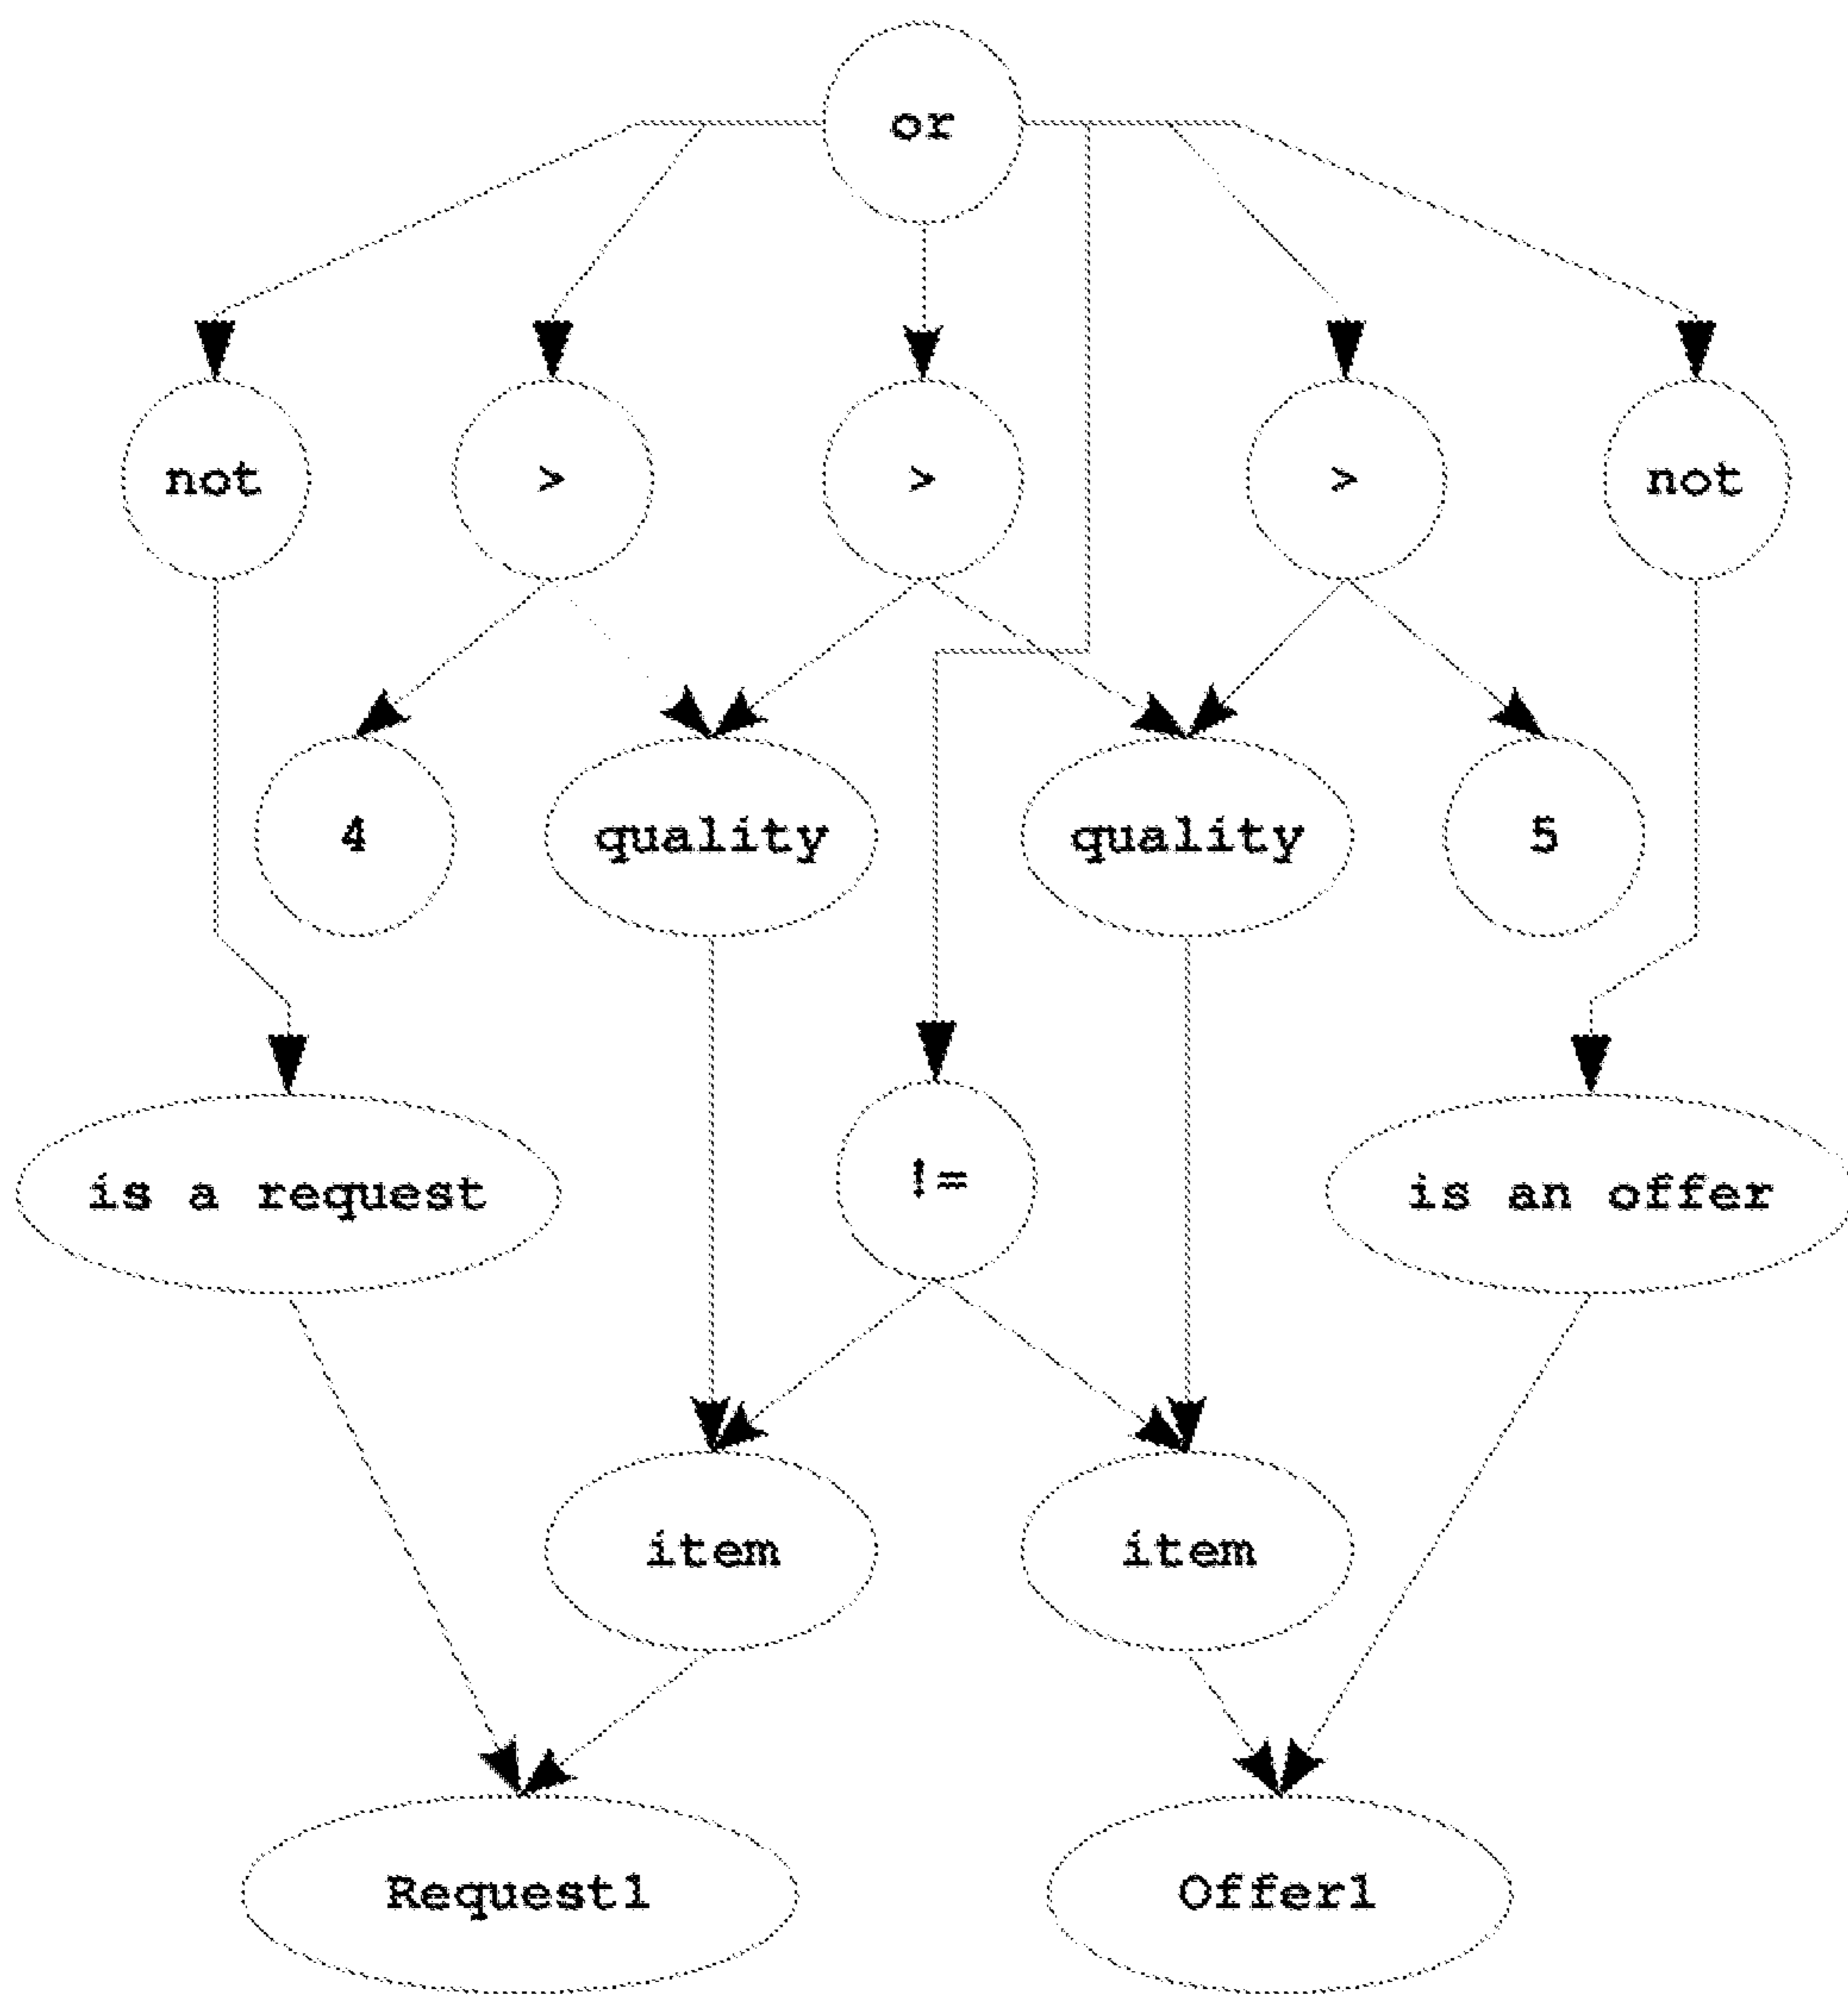 or
not
>
>
>
not
4
quality
quality
5
is a request
!=
is an offer
item
item
Request1
Offer1